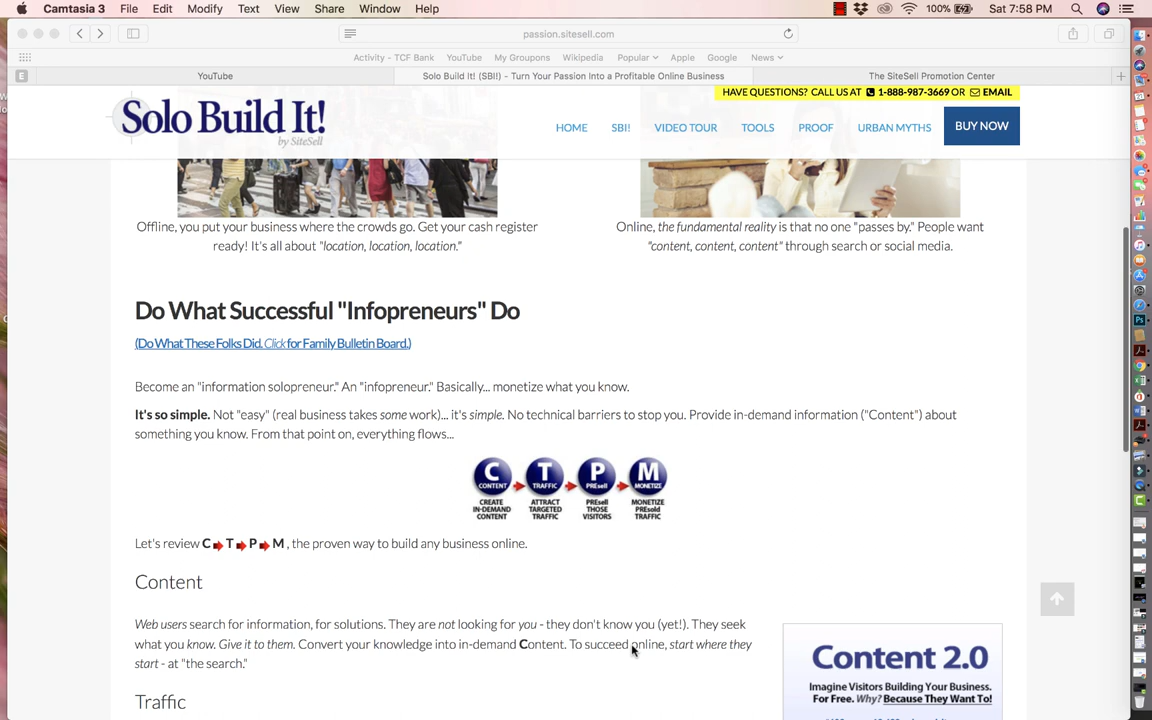 Camtasia 3 File Edit Modify Text View Share Window Help 100% Sat 7:58 PM
passion.sitesell.com
Activity - TCF Bank YouTube My Groupons Wikipedia Popular Apple Google News
E YouTube Solo Build It! (SBI!) - Turn Your Passion Into a Profitable Online Business The SiteSell Promotion Center
HAVE QUESTIONS? CALL US AT 1-888-987-3669 OR EMAIL
Solo Build It!
by SiteSell
HOME SBI! VIDEO TOUR TOOLS PROOF URBAN MYTHS BUY NOW
Offline, you put your business where the crowds go. Get your cash register
ready! It's all about "location, location, location."
Online, the fundamental reality is that no one "passes by." People want
"content, content, content" through search or social media.
Do What Successful "Infopreneurs" Do
(Do What These Folks Did. Click for Family Bulletin Board.)
Become an "information solopreneur." An "infopreneur." Basically... monetize what you know.
It's so simple. Not "easy" (real business takes some work)... it's simple. No technical barriers to stop you. Provide in-demand information ("Content") about
something you know. From that point on, everything flows...
C T P M
CONTENT TRAFFIC PREsell MONETIZE
CREATE IN-DEMAND CONTENT
ATTRACT TARGETED TRAFFIC
PREsell THOSE VISITORS
MONETIZE PREsold TRAFFIC
Let's review C T P M , the proven way to build any business online.
Content
Web users search for information, for solutions. They are not looking for you - they don't know you (yet!). They seek
what you know. Give it to them. Convert your knowledge into in-demand Content. To succeed online, start where they
start - at "the search."
Traffic
Content 2.0
Imagine Visitors Building Your Business.
For Free. Why? Because They Want To!